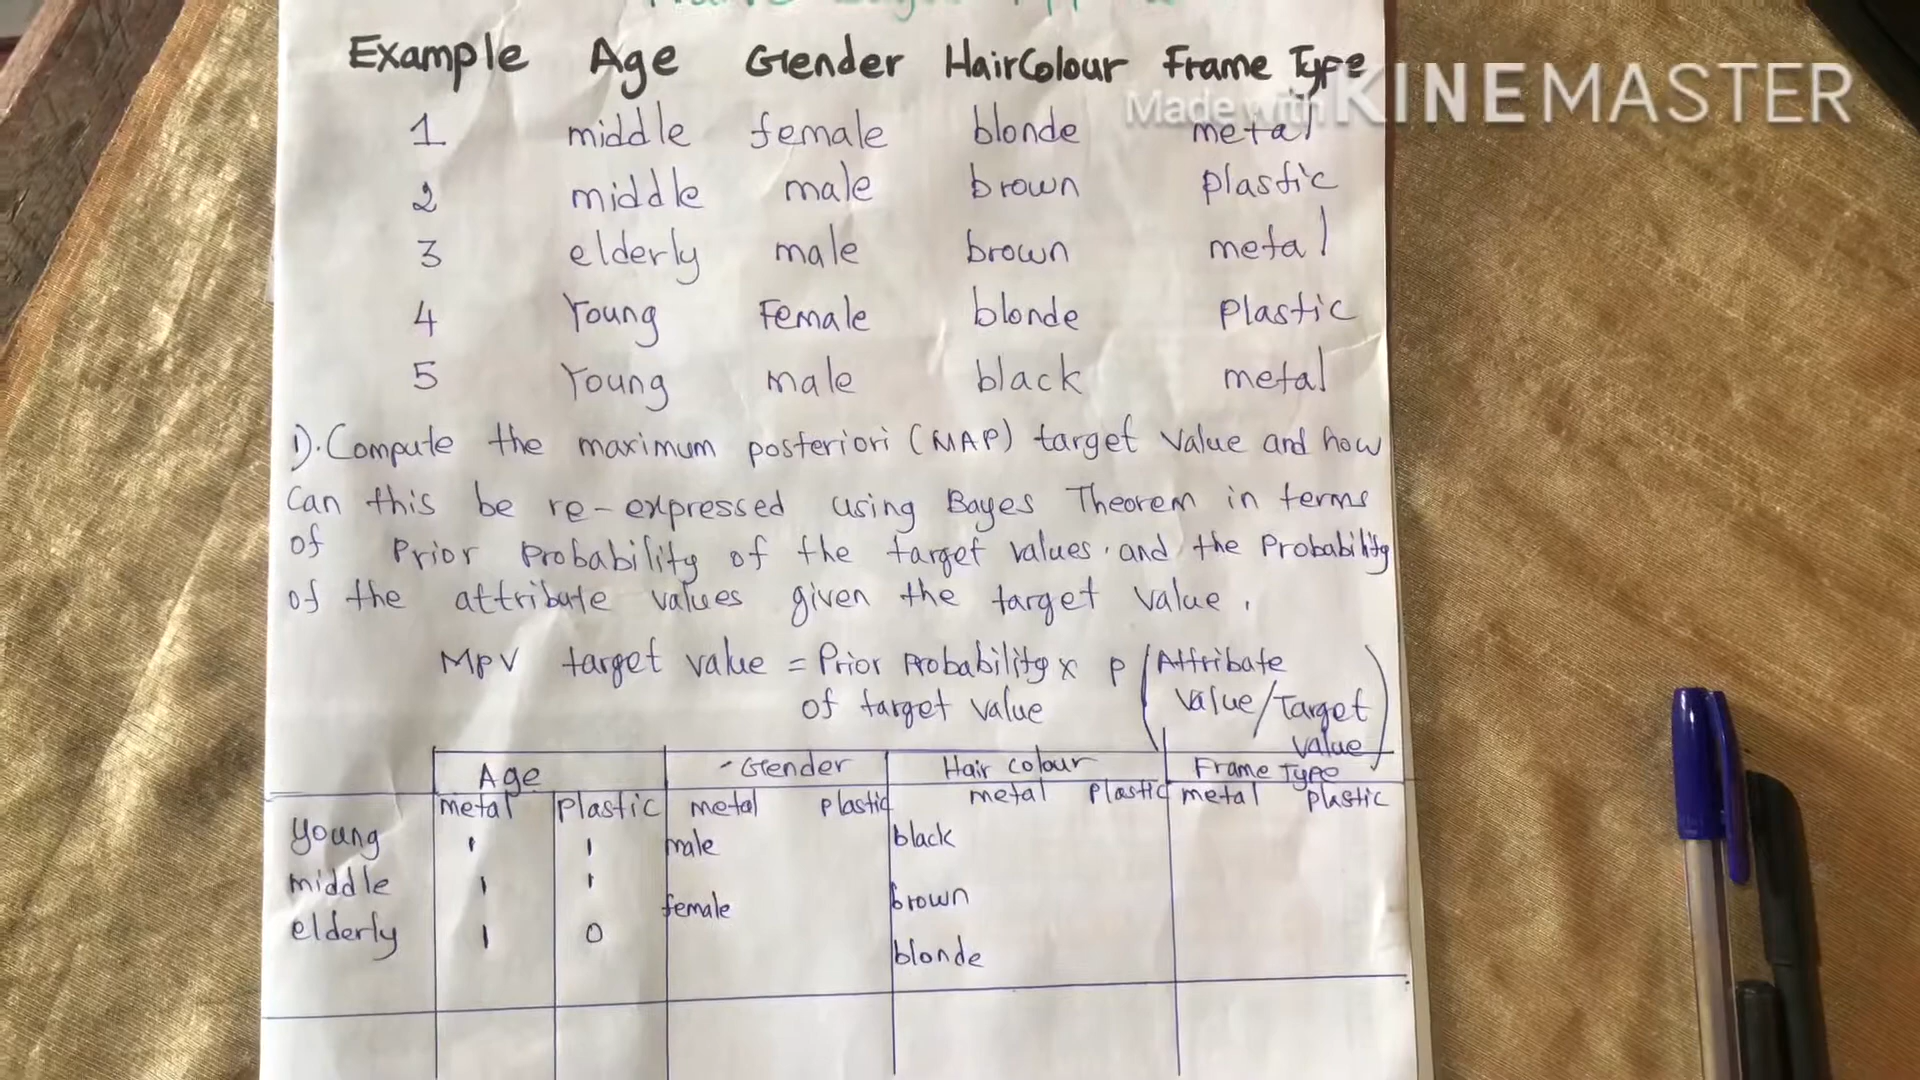 Example Age Gender HairColour Frame Type
Made with KINEMASTER
1 middle female blonde metal
2 middle male brown plastic
3 elderly male brown metal
4 Young Female blonde Plastic
5 Young male black metal
1). Compute the maximum posteriori (MAP) target value and how
can this be re-expressed using Bayes Theorem in terms
of Prior Probability of the target values and the Probability
of the attribute values given the target value.
MPV target value = Prior Probability x P (Attribute
of target value Value/Target
value)
Age Gender Hair colour Frame Type
metal Plastic metal plastic metal Plastic metal plastic
young 1 1 male black
middle 1 1
female brown
elderly 1 0
blonde